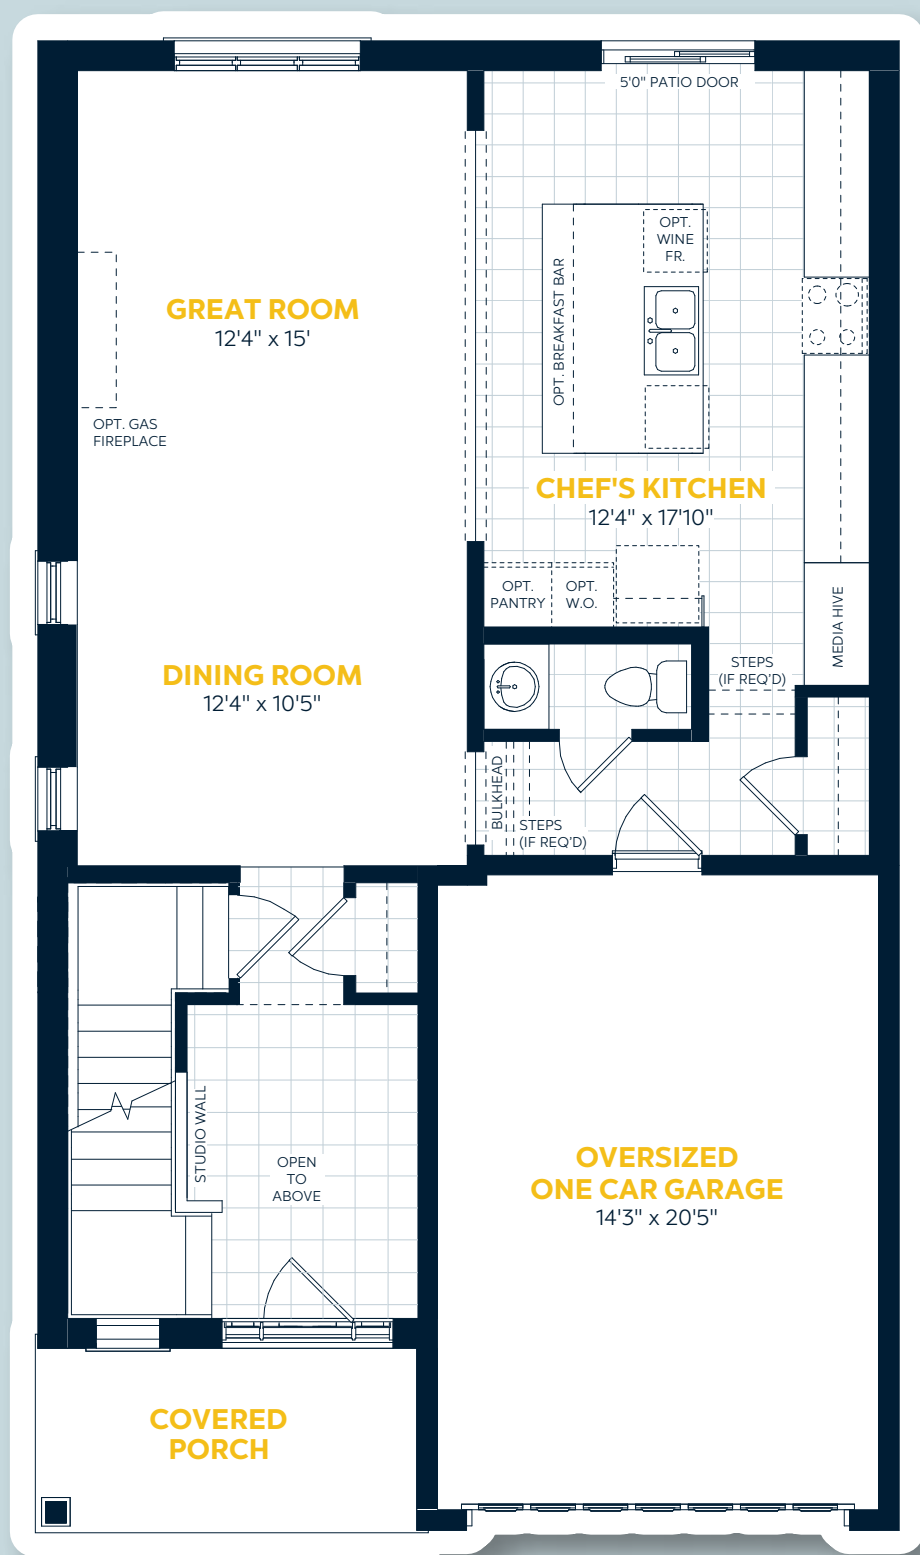 5'0" PATIO DOOR
OPT.
WINE
FR.
OPT. BREAKFAST BAR
GREAT ROOM
12'4" x 15'
OPT. GAS
FIREPLACE
CHEF'S KITCHEN
12'4" x 17'10"
OPT.
PANTRY
OPT.
W.O.
MEDIA HIVE
STEPS
(IF REQ'D)
DINING ROOM
12'4" x 10'5"
BULKHEAD
STEPS
(IF REQ'D)
STUDIO WALL
OPEN
TO
ABOVE
OVERSIZED
ONE CAR GARAGE
14'3" x 20'5"
COVERED
PORCH